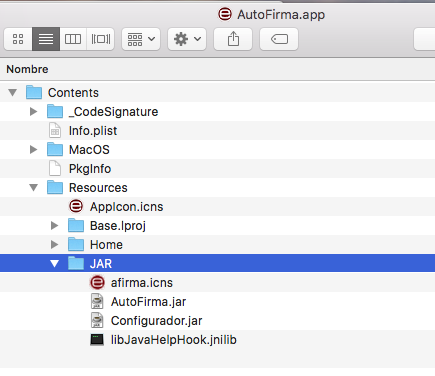 AutoFirma.app
Nombre
Contents
_CodeSignature
Info.plist
MacOS
PkgInfo
Resources
AppIcon.icns
Base.lproj
Home
JAR
afirma.icns
AutoFirma.jar
Configurador.jar
libJavaHelpHook.jnilib